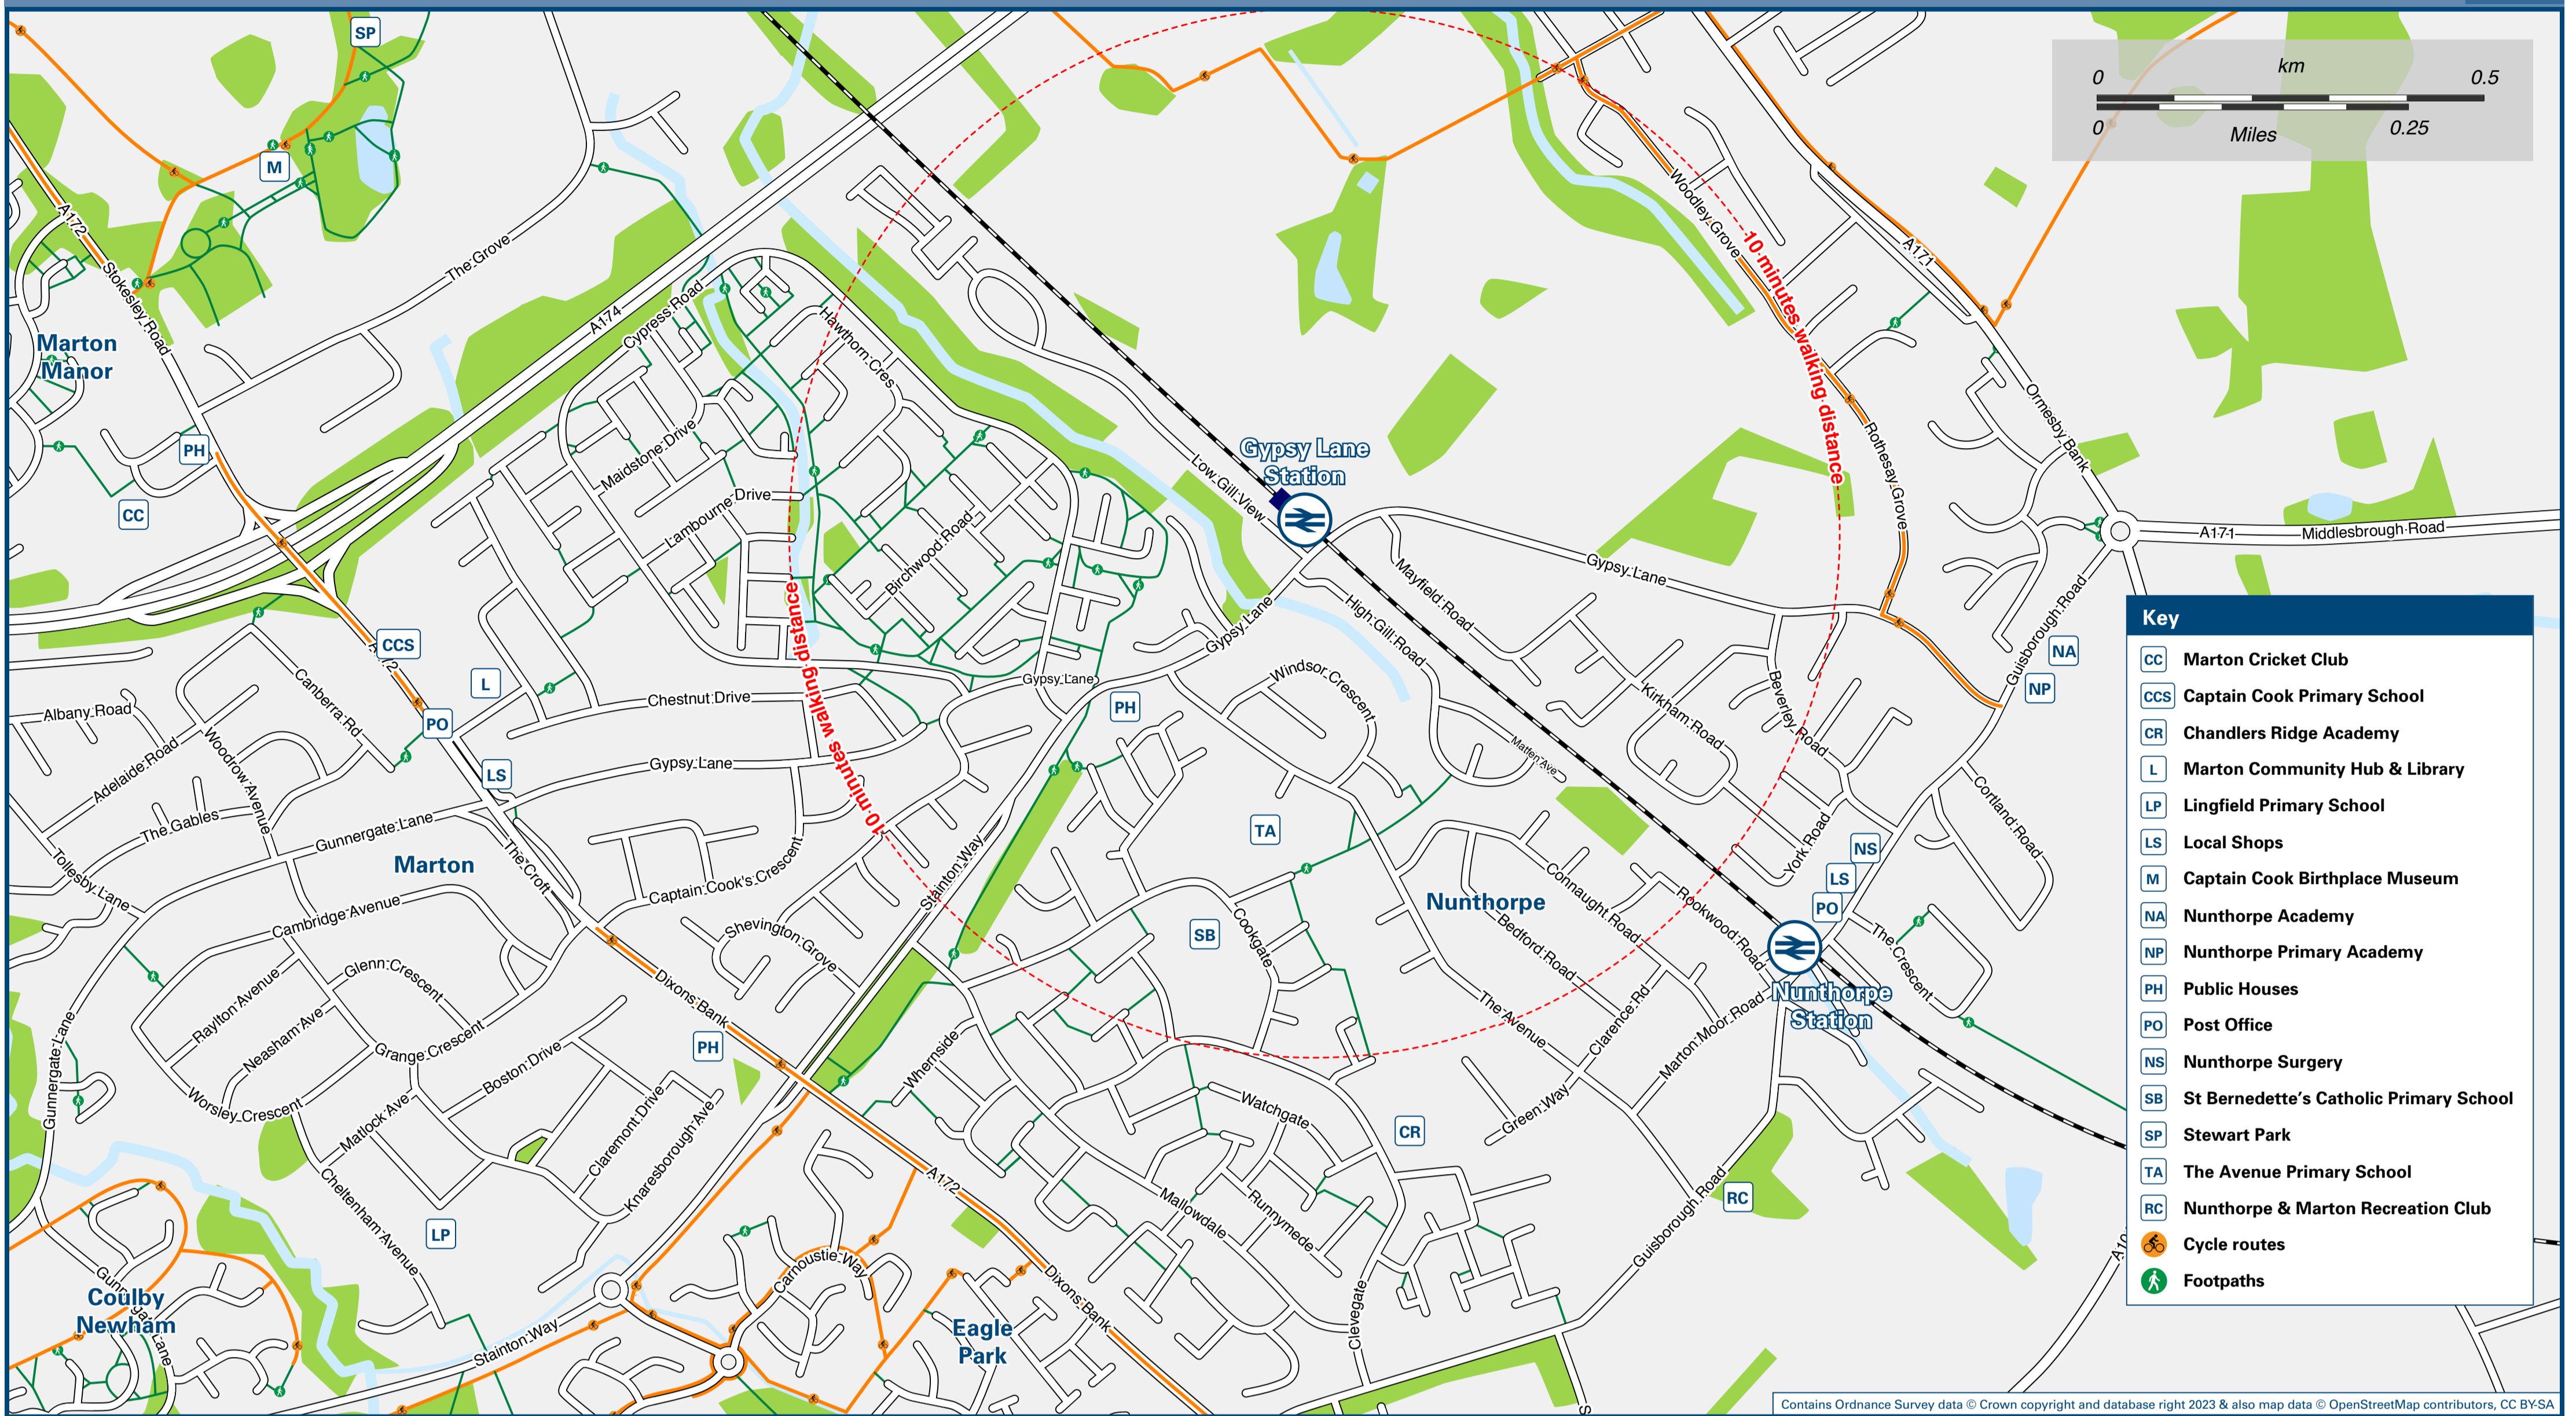 SP
M
A172
Stokesley Road
The Grove
Marton
Manor
PH
CC
A174
Cypress Road
Hawthorn Cres
Maidstone Drive
Lambourne Drive
Birchwood Road
10 minutes walking distance
Low Gill View
Gypsy Lane
Station
Woodley Grove
10 minutes walking distance
A171
Ormesby Bank
Rothesay Grove
A171
Middlesbrough Road
km
0
0.5
0
0.25
Miles
Mayfield Road
Gypsy Lane
High Gill Road
Gypsy Lane
Guisborough Road
NA
NP
CCS
L
PO
LS
Canberra Rd
Albany Road
Adelaide Road
Woodrow Avenue
The Gables
Chestnut Drive
Gypsy Lane
Gypsy Lane
PH
Windsor Crescent
Matfen Ave
Kirkham Road
Beverley Road
Cortland Road
York Road
NS
LS
PO
TA
Tollesby Lane
Gunnergate Lane
Marton
The Croft
Captain Cook's Crescent
Stainton Way
Cambridge Avenue
Shevington Grove
SB
Cookgate
Nunthorpe
Connaught Road
Bedford Road
Rookwood Road
The Crescent
Nunthorpe
Station
Raylton Avenue
Glenn Crescent
Neasham Ave
Grange Crescent
Dixons Bank
PH
Boston Drive
Worsley Crescent
Matlock Ave
Gunnergate Lane
Claremont Drive
Knaresborough Ave
Whernside
The Avenue
Clarence Rd
Marton Moor Road
Green Way
Watchgate
CR
RC
Guisborough Road
Cheltenham Avenue
LP
A172
Mallowdale
Runnymede
Carnoustie Way
Dixons Bank
Clevegate
Coulby
Newham
Gunnergate Lane
Stainton Way
Eagle
Park
Key
CC Marton Cricket Club
CCS Captain Cook Primary School
CR Chandlers Ridge Academy
L Marton Community Hub & Library
LP Lingfield Primary School
LS Local Shops
M Captain Cook Birthplace Museum
NA Nunthorpe Academy
NP Nunthorpe Primary Academy
PH Public Houses
PO Post Office
NS Nunthorpe Surgery
SB St Bernedette's Catholic Primary School
SP Stewart Park
TA The Avenue Primary School
RC Nunthorpe & Marton Recreation Club
Cycle routes
Footpaths
Contains Ordnance Survey data © Crown copyright and database right 2023 & also map data © OpenStreetMap contributors, CC BY-SA